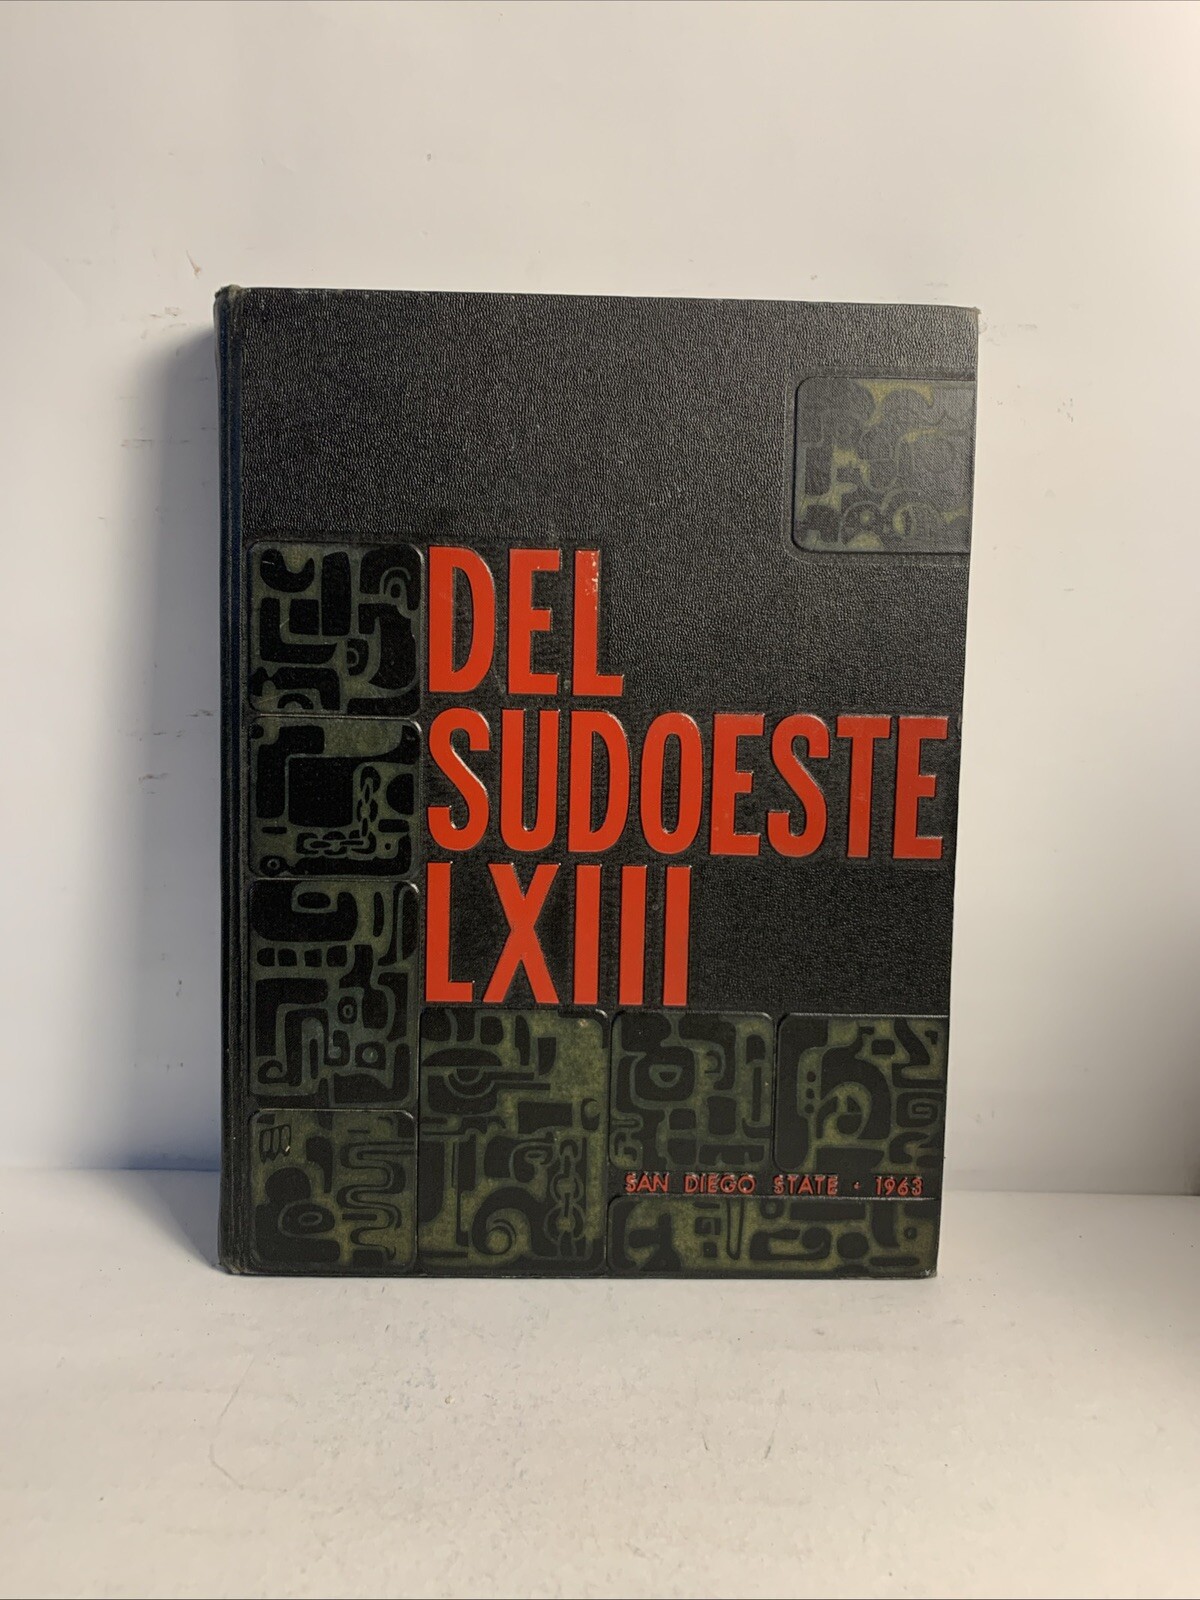 DEL
SUDOESTE
LXIII
SAN DIEGO STATE • 1963